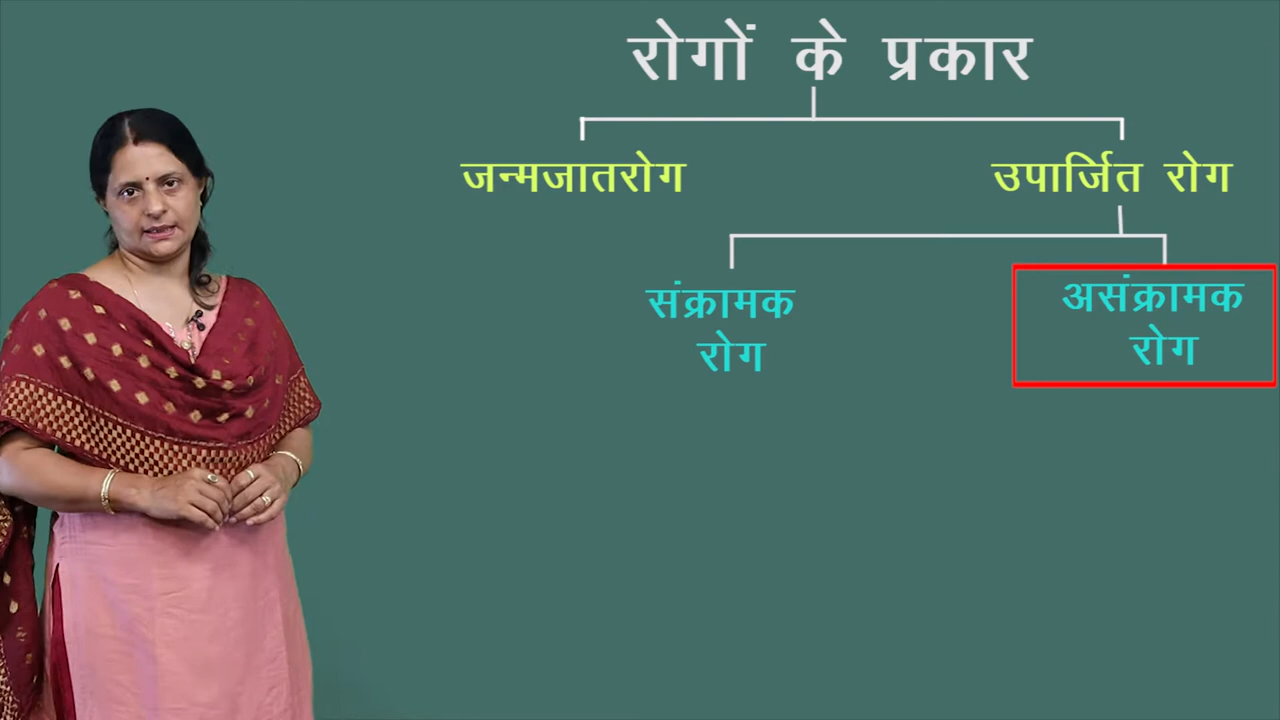 रोगों के प्रकार
जन्मजातरोग
उपार्जित रोग
संक्रामक
रोग
असंक्रामक
रोग